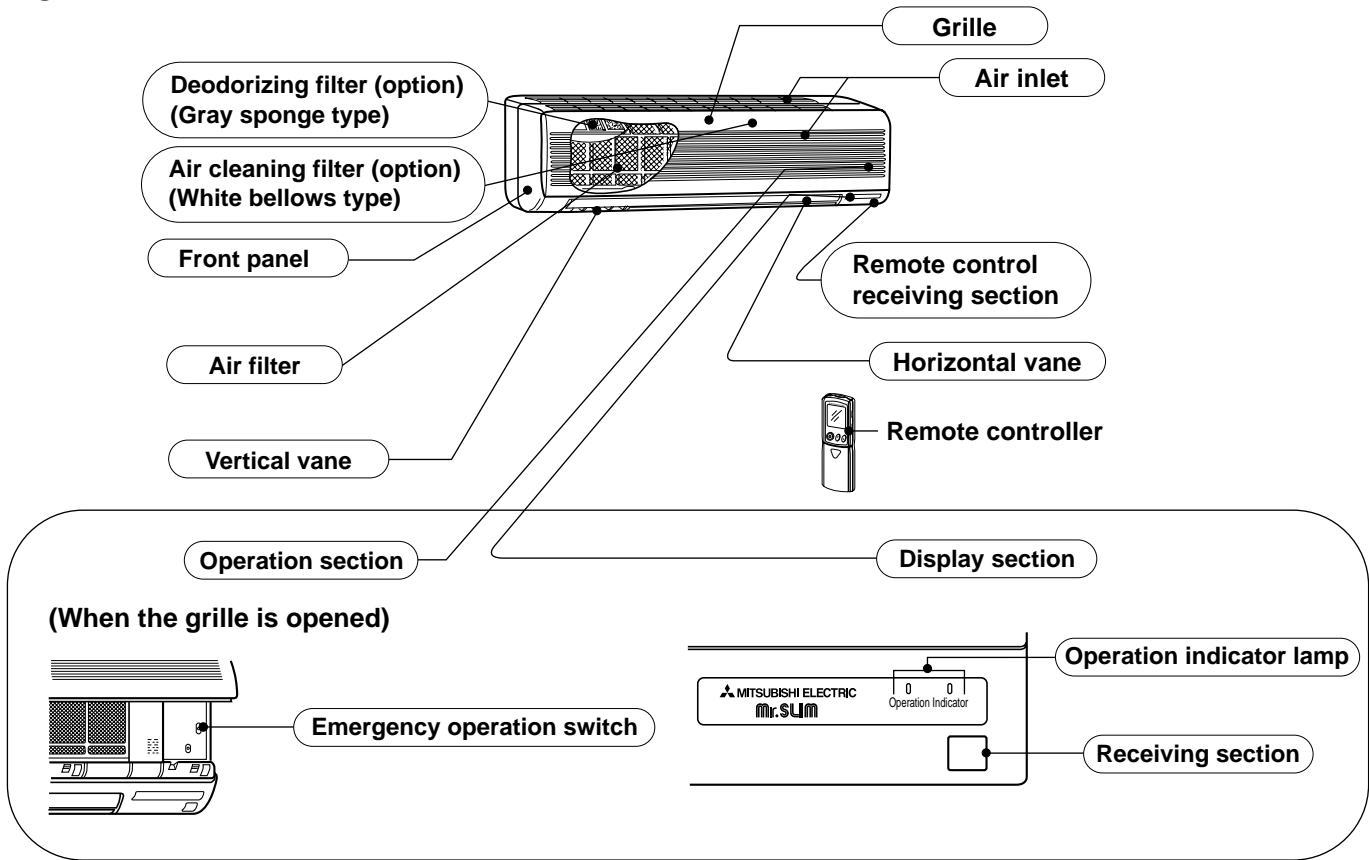 Grille
Air inlet
Deodorizing filter (option)
(Gray sponge type)
Air cleaning filter (option)
(White bellows type)
Front panel
Remote control
receiving section
Air filter
Horizontal vane
Remote controller
Vertical vane
Operation section
Display section
(When the grille is opened)
Operation indicator lamp
MITSUBISHI ELECTRIC
Mr.SLIM
Operation Indicator
Emergency operation switch
Receiving section